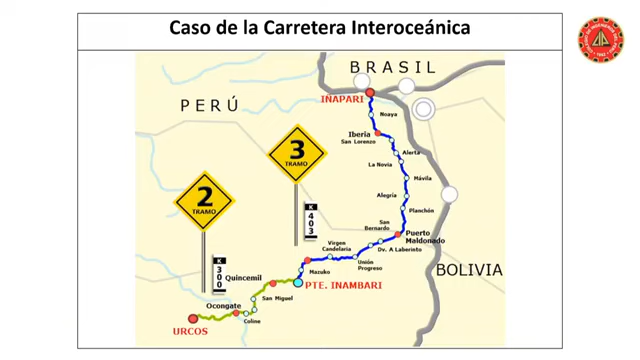 Caso de la Carretera Interoceánica
BRASIL
PERÚ
INAPARI
Noaya
Iberia
San Lorenzo
3
TRAMO
Alerta
La Novia
Mávila
2
TRAMO
Alegría
K
403
Planchón
San
Bernardo
Puerto
Maldonado
Virgen
Candelaria
Dv. A Laberinto
K
300
Unión
Progreso
Mazuko
BOLIVIA
Quincemil
PTE. INAMBARI
San Miguel
Ocongate
Coline
URCOS